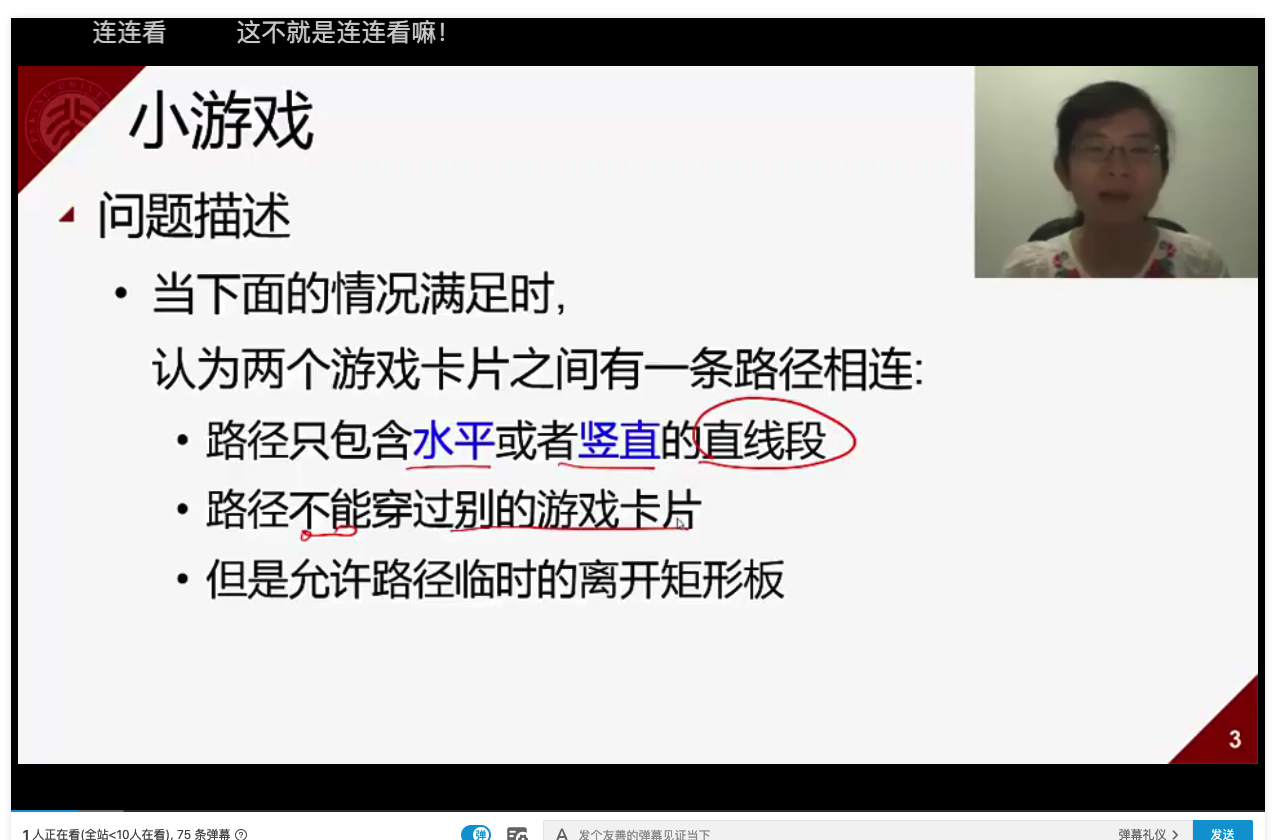 连连看 这不就是连连看嘛！
小游戏
问题描述
• 当下面的情况满足时,
认为两个游戏卡片之间有一条路径相连:
• 路径只包含水平或者竖直的直线段
• 路径不能穿过别的游戏卡片
• 但是允许路径临时的离开矩形板
3
1人正在看(全站<10人在看), 75 条弹幕 弹 A 发个友善的弹幕见证当下 弹幕礼仪 > 发送